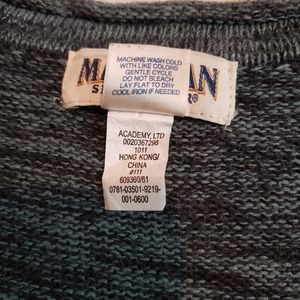 MACHINE WASH COLD
WITH LIKE COLORS
GENTLE CYCLE
DO NOT BLEACH
LAY FLAT TO DRY
COOL IRON IF NEEDED
ACADEMY, LTD
0020367298
1011
HONG KONG/
CHINA
#111
609360/61
0781-03501-9219-
001-0600